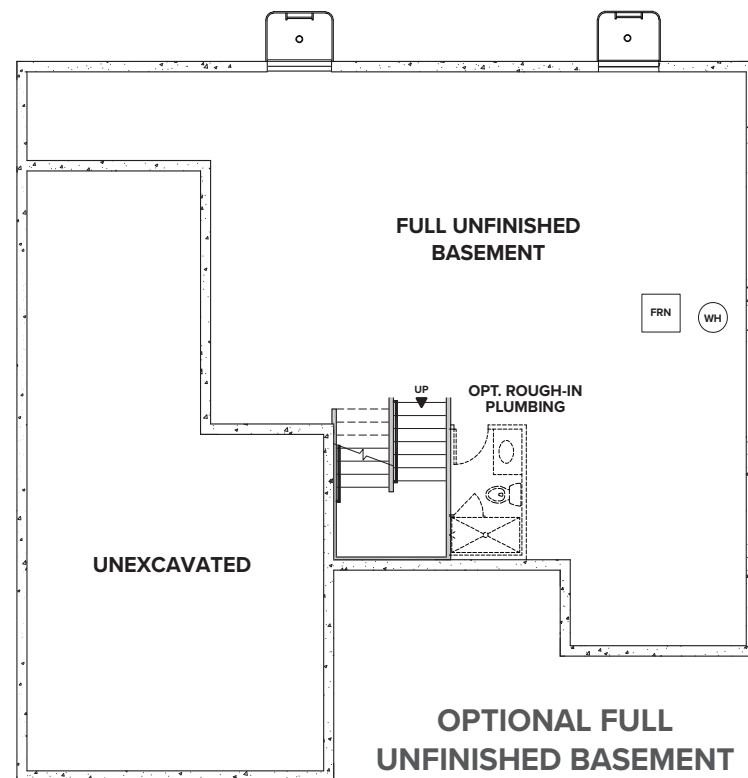 FULL UNFINISHED
BASEMENT
FRN
WH
UP
OPT. ROUGH-IN
PLUMBING
UNEXCAVATED
OPTIONAL FULL
UNFINISHED BASEMENT